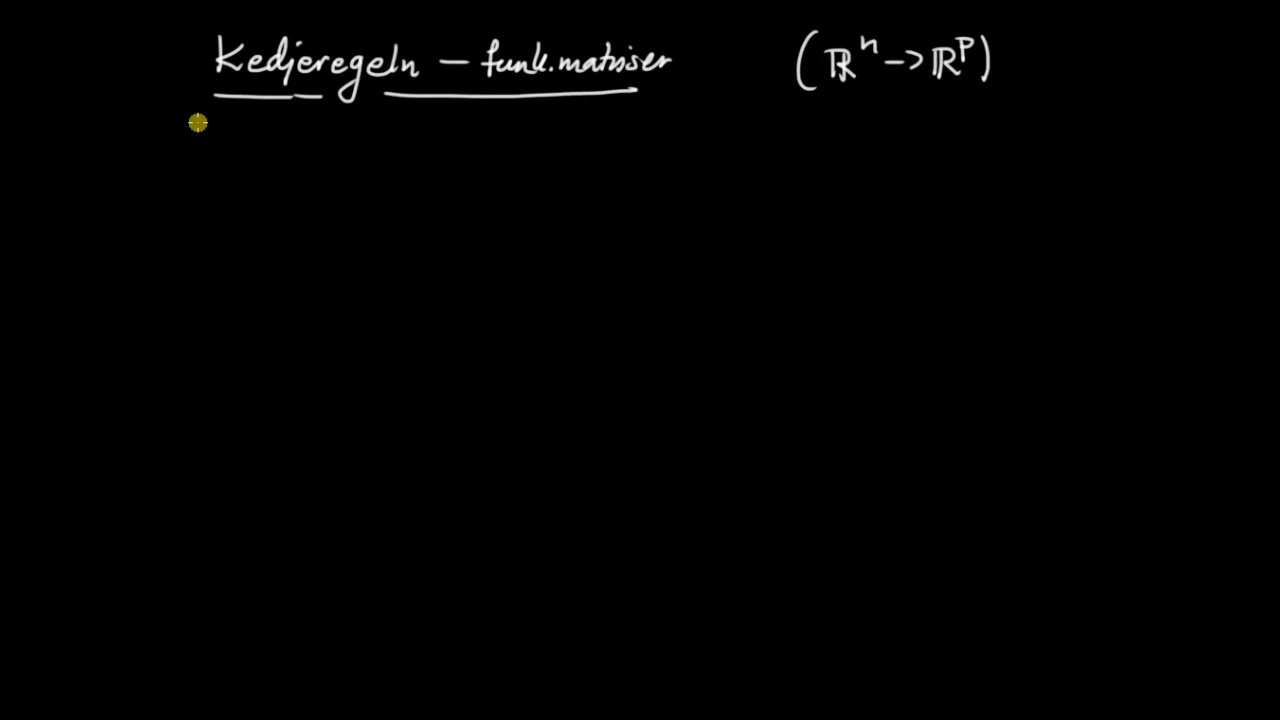 Kedjeregeln — funk.matriser (ℝⁿ → ℝᵖ)